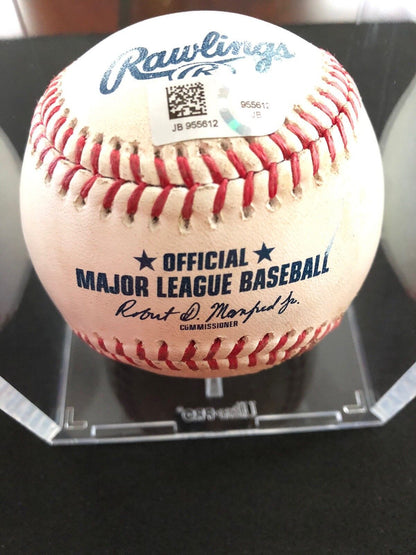 Rawlings
R
955612
JB
JB 955612
★ OFFICIAL ★
MAJOR LEAGUE BASEBALL
Robert D. Manfred Jr.
COMMISSIONER